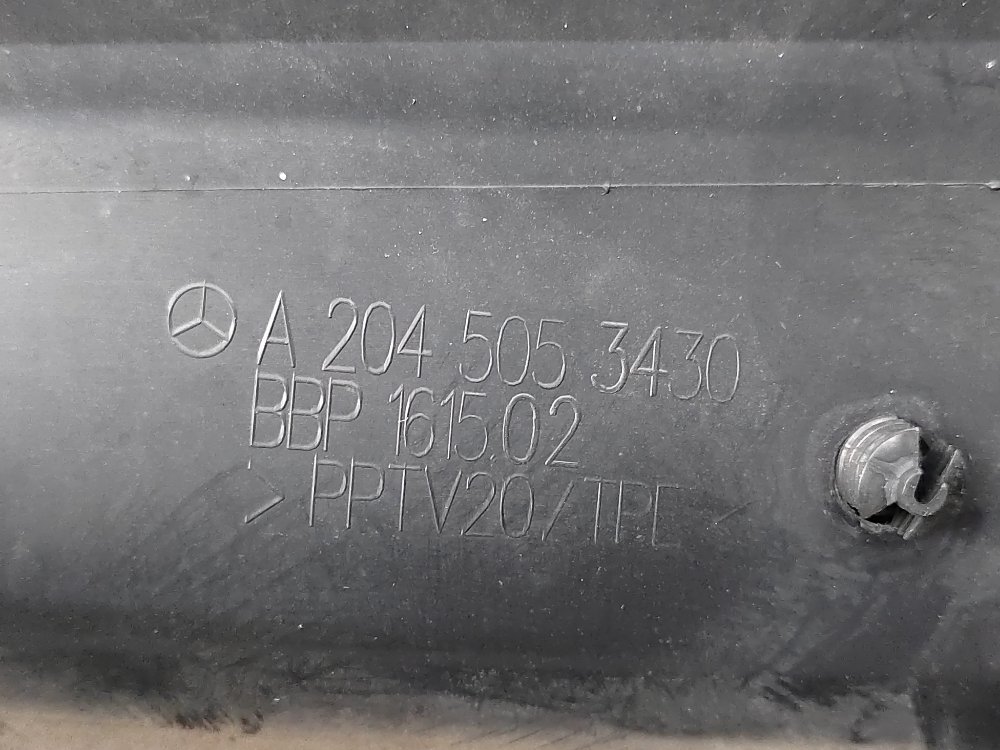 A 204 505 3430
BBP 1615.02
> PPTV20/TPE <